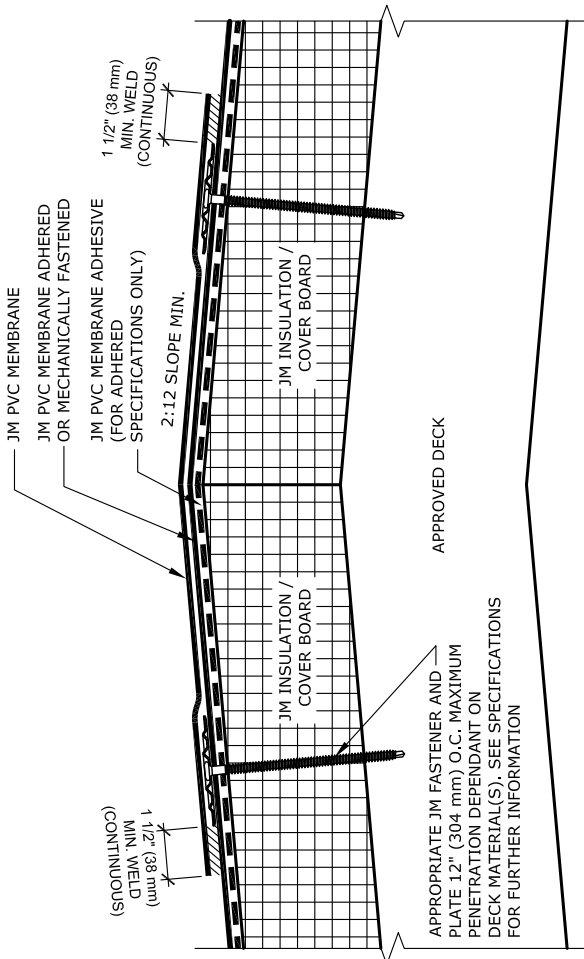 JM PVC MEMBRANE
JM PVC MEMBRANE ADHERED
OR MECHANICALLY FASTENED
JM PVC MEMBRANE ADHESIVE
(FOR ADHERED
SPECIFICATIONS ONLY)
2:12 SLOPE MIN.
1 1/2" (38 mm)
MIN. WELD
(CONTINUOUS)
1 1/2" (38 mm)
MIN. WELD
(CONTINUOUS)
JM INSULATION /
COVER BOARD
JM INSULATION /
COVER BOARD
APPROVED DECK
APPROPRIATE JM FASTENER AND
PLATE 12" (304 mm) O.C. MAXIMUM
PENETRATION DEPENDANT ON
DECK MATERIAL(S). SEE SPECIFICATIONS
FOR FURTHER INFORMATION